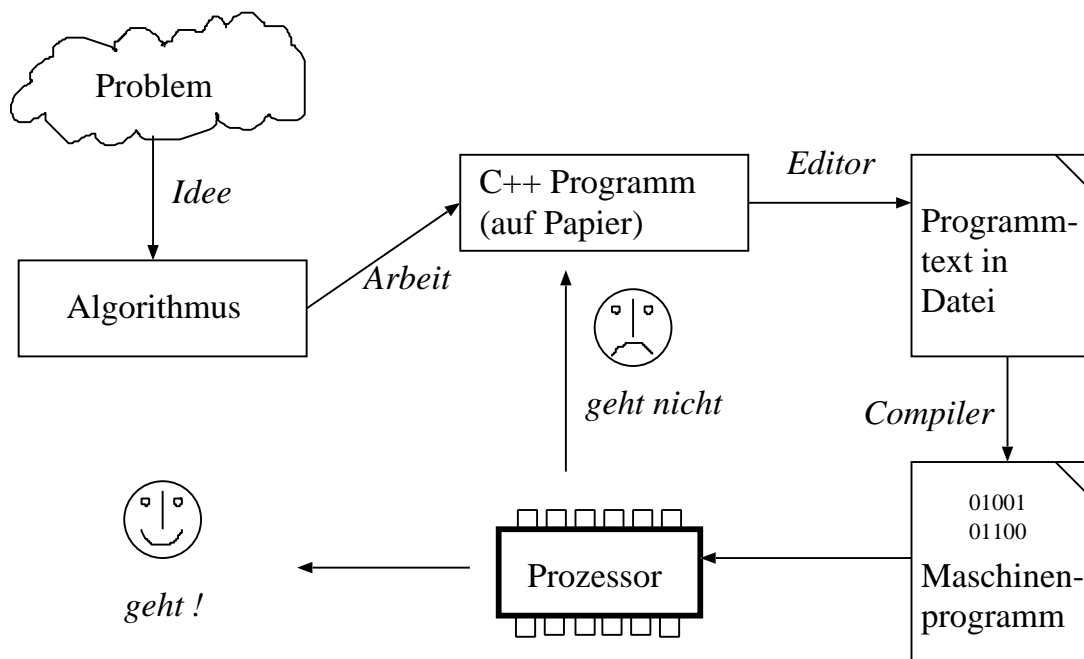 Problem
Idee
Algorithmus
Arbeit
C++ Programm
(auf Papier)
Editor
Programm-
text in
Datei
Compiler
01001
01100
Maschinen-
programm
Prozessor
geht nicht
geht !